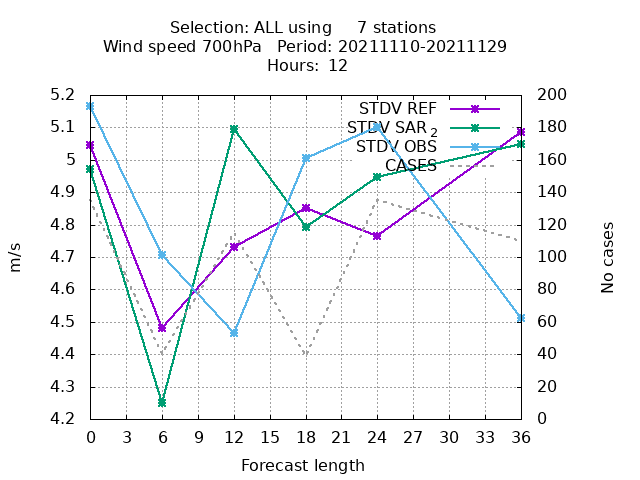 Selection: ALL using     7 stations
Wind speed 700hPa   Period: 20211110-20211129
Hours:  12
5.2
5.1
5
4.9
4.8
4.7
4.6
4.5
4.4
4.3
4.2
m/s
STDV REF
STDV SAR 2
STDV OBS
CASES
200
180
160
140
120
100
80
60
40
20
0
No cases
0 3 6 9 12 15 18 21 24 27 30 33 36
Forecast length